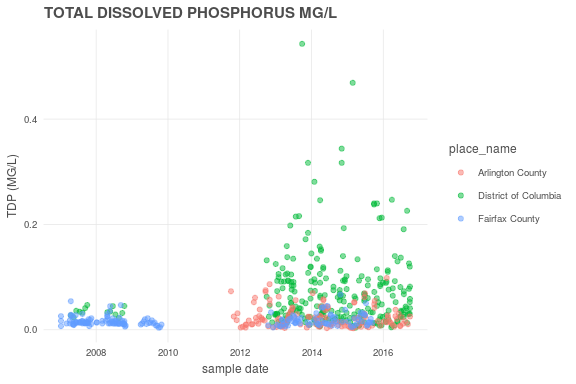 TOTAL DISSOLVED PHOSPHORUS MG/L
TDP (MG/L)
0.4
0.2
0.0
2008 2010 2012 2014 2016
sample date
place_name
Arlington County
District of Columbia
Fairfax County